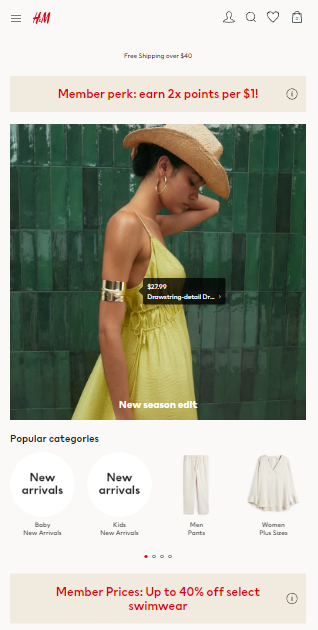 H&M
0
Free Shipping over $40
Member perk: earn 2x points per $1!
$27.99
Drawstring-detail Dr...
New season edit
Popular categories
New
arrivals
Baby
New Arrivals
New
arrivals
Kids
New Arrivals
Men
Pants
Women
Plus Sizes
Member Prices: Up to 40% off select
swimwear